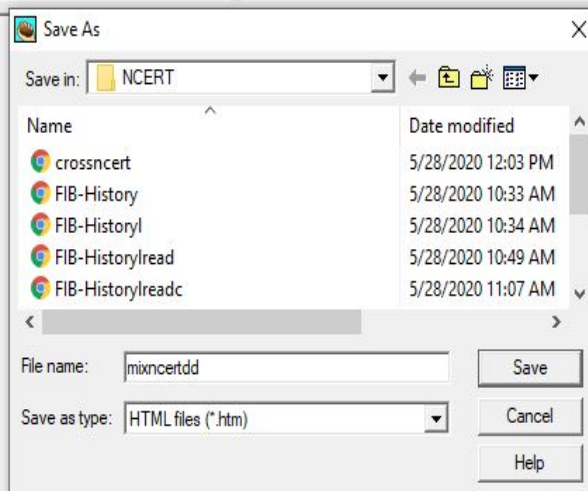 Save As
Save in: NCERT
Name Date modified
crossncert 5/28/2020 12:03 PM
FIB-History 5/28/2020 10:33 AM
FIB-HistoryI 5/28/2020 10:34 AM
FIB-HistoryIread 5/28/2020 10:49 AM
FIB-HistoryIreadc 5/28/2020 11:07 AM
File name: mixncertdd Save
Save as type: HTML files (*.htm) Cancel
Help